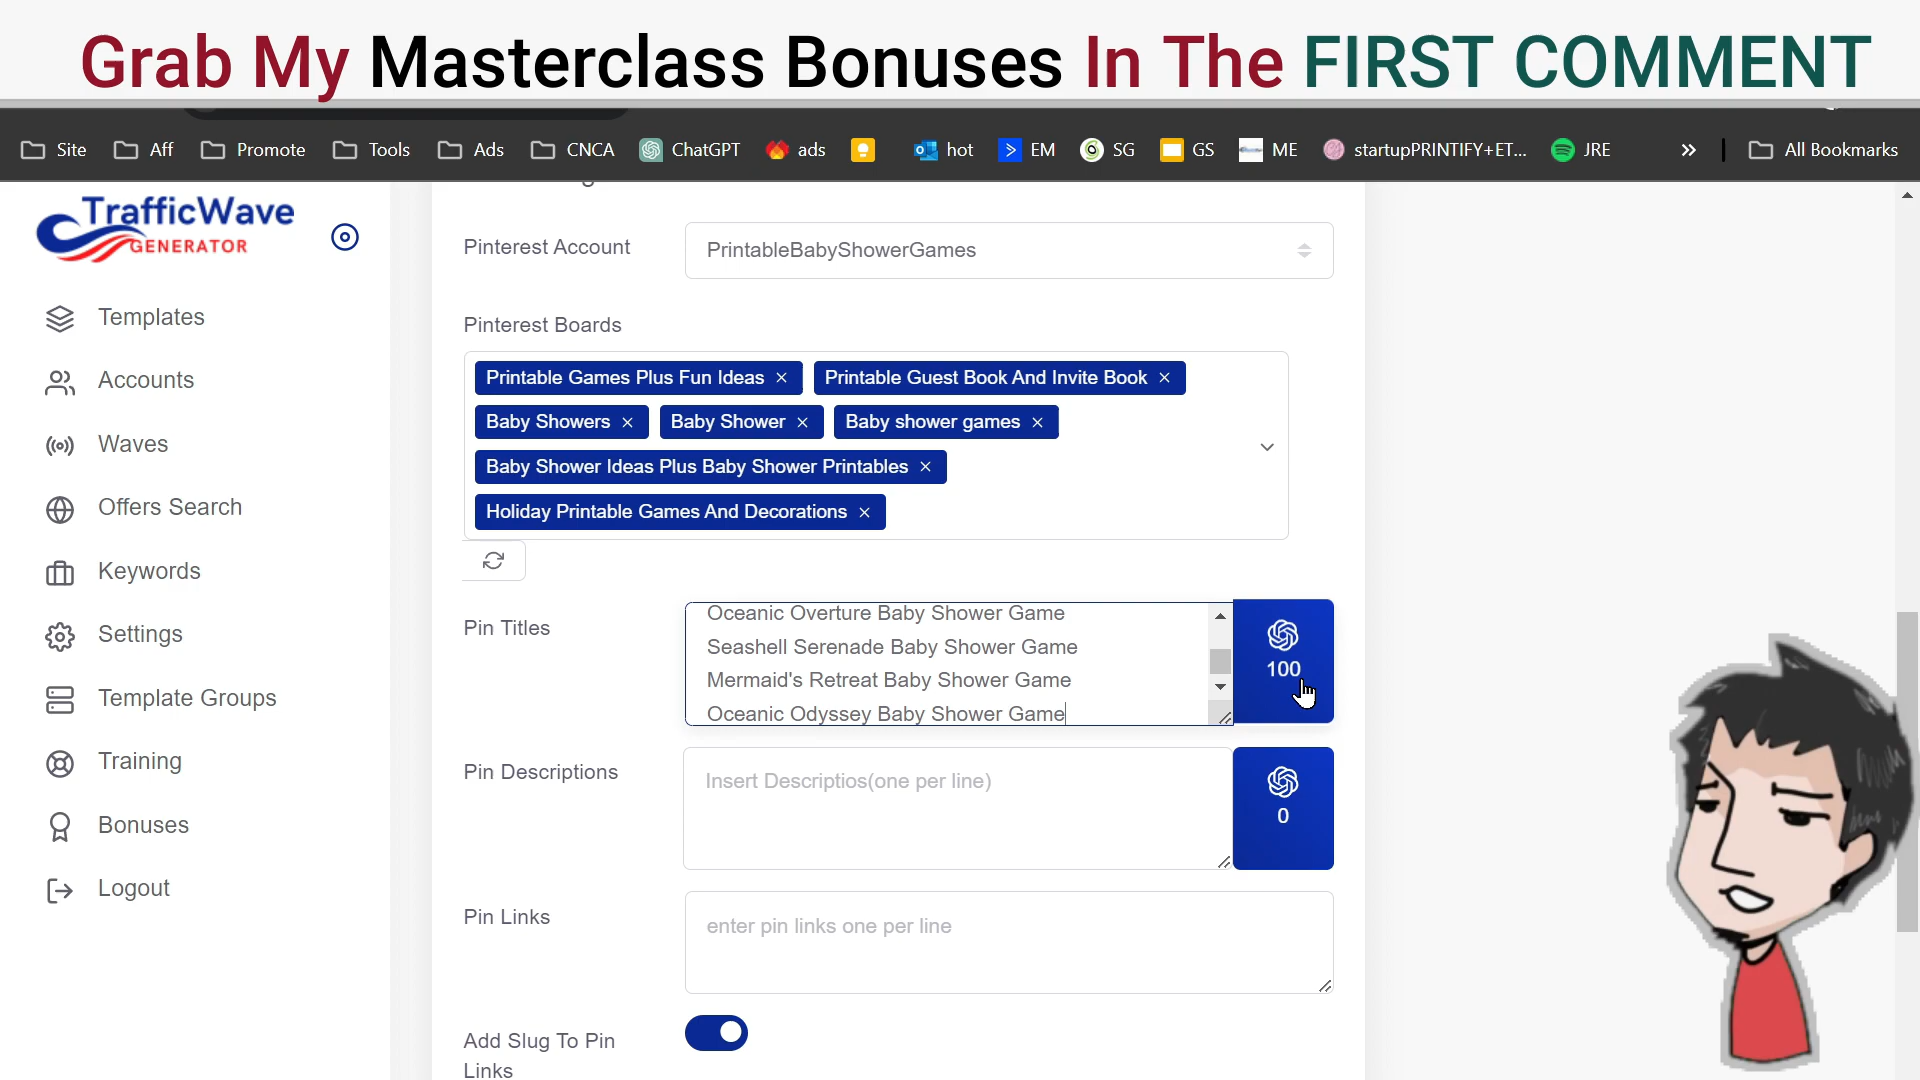 Grab My Masterclass Bonuses In The FIRST COMMENT
Site Aff Promote Tools Ads CNCA ChatGPT ads hot EM SG GS ME startupPRINTIFY+ET... JRE » All Bookmarks
TrafficWave
GENERATOR
Templates
Accounts
Waves
Offers Search
Keywords
Settings
Template Groups
Training
Bonuses
Logout
Pinterest Account
PrintableBabyShowerGames
Pinterest Boards
Printable Games Plus Fun Ideas × Printable Guest Book And Invite Book ×
Baby Showers × Baby Shower × Baby shower games ×
Baby Shower Ideas Plus Baby Shower Printables ×
Holiday Printable Games And Decorations ×
Pin Titles
Oceanic Overture Baby Shower Game
Seashell Serenade Baby Shower Game
Mermaid's Retreat Baby Shower Game
Oceanic Odyssey Baby Shower Game
100
Pin Descriptions
Insert Descriptios(one per line)
0
Pin Links
enter pin links one per line
Add Slug To Pin
Links